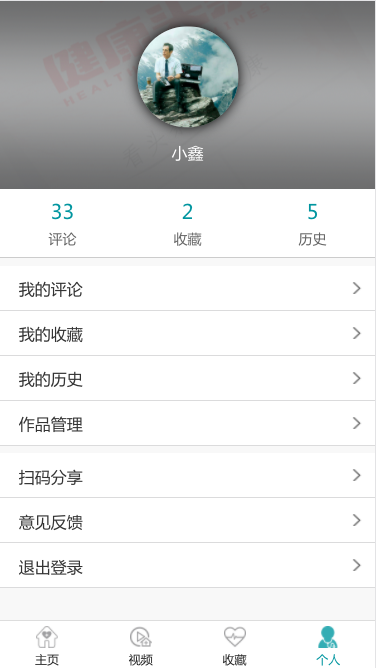 健康头
HEALTH
小鑫
33 2 5
评论 收藏 历史
我的评论
我的收藏
我的历史
作品管理
扫码分享
意见反馈
退出登录
主页 视频 收藏 个人